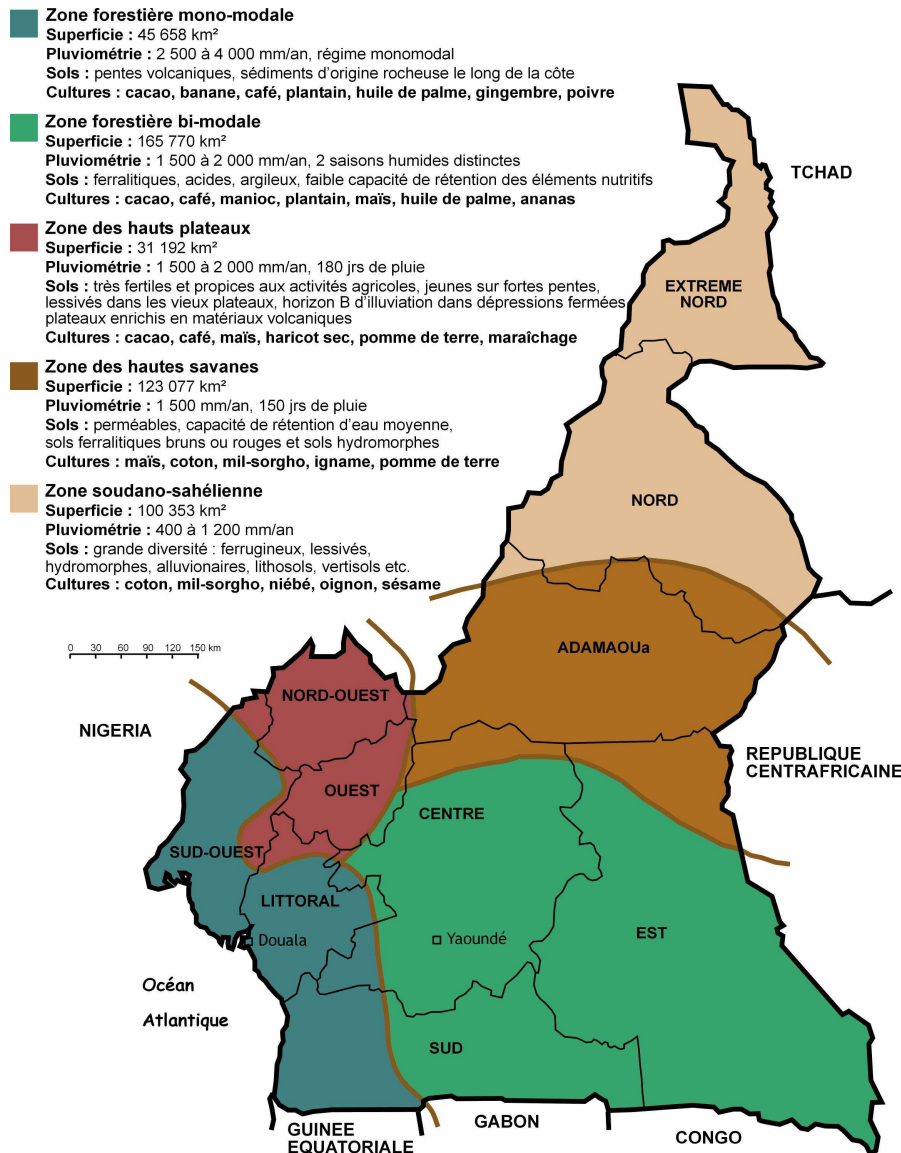 Zone forestière mono-modale
Superficie : 45 658 km²
Pluviométrie : 2 500 à 4 000 mm/an, régime monomodal
Sols : pentes volcaniques, sédiments d'origine rocheuse le long de la côte
Cultures : cacao, banane, café, plantain, huile de palme, gingembre, poivre
Zone forestière bi-modale
Superficie : 165 770 km²
Pluviométrie : 1 500 à 2 000 mm/an, 2 saisons humides distinctes
Sols : ferralitiques, acides, argileux, faible capacité de rétention des éléments nutritifs
Cultures : cacao, café, manioc, plantain, maïs, huile de palme, ananas
Zone des hauts plateaux
Superficie : 31 192 km²
Pluviométrie : 1 500 à 2 000 mm/an, 180 jrs de pluie
Sols : très fertiles et propices aux activités agricoles, jeunes sur fortes pentes,
lessivés dans les vieux plateaux, horizon B d'illuviation dans dépressions fermées
plateaux enrichis en matériaux volcaniques
Cultures : cacao, café, maïs, haricot sec, pomme de terre, maraîchage
Zone des hautes savanes
Superficie : 123 077 km²
Pluviométrie : 1 500 mm/an, 150 jrs de pluie
Sols : perméables, capacité de rétention d'eau moyenne,
sols ferralitiques bruns ou rouges et sols hydromorphes
Cultures : maïs, coton, mil-sorgho, igname, pomme de terre
Zone soudano-sahélienne
Superficie : 100 353 km²
Pluviométrie : 400 à 1 200 mm/an
Sols : grande diversité : ferrugineux, lessivés,
hydromorphes, alluvionaires, lithosols, vertisols etc.
Cultures : coton, mil-sorgho, niébé, oignon, sésame
0 30 60 90 120 150 km
TCHAD
EXTREME
NORD
NORD
ADAMAOUa
NORD-OUEST
NIGERIA
REPUBLIQUE
CENTRAFRICAINE
OUEST
CENTRE
SUD-OUEST
LITTORAL
EST
Douala
Yaoundé
Océan
Atlantique
SUD
GUINEE
EQUATORIALE
GABON
CONGO